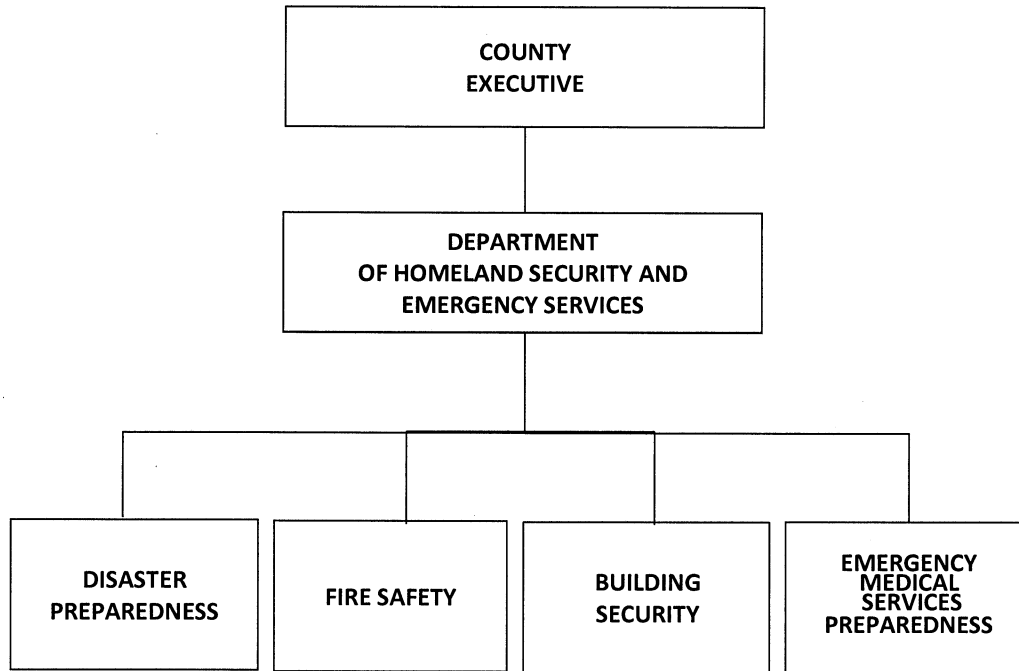 COUNTY
EXECUTIVE
DEPARTMENT
OF HOMELAND SECURITY AND
EMERGENCY SERVICES
DISASTER
PREPAREDNESS
FIRE SAFETY
BUILDING
SECURITY
EMERGENCY
MEDICAL
SERVICES
PREPAREDNESS